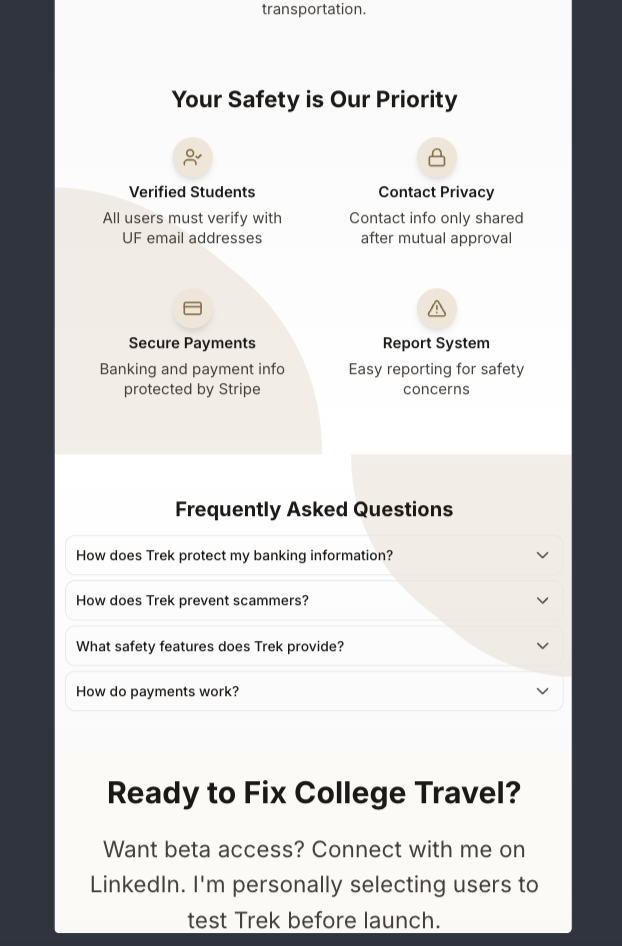 transportation.
Your Safety is Our Priority
Verified Students
All users must verify with
UF email addresses
Contact Privacy
Contact info only shared
after mutual approval
Secure Payments
Banking and payment info
protected by Stripe
Report System
Easy reporting for safety
concerns
Frequently Asked Questions
How does Trek protect my banking information?
How does Trek prevent scammers?
What safety features does Trek provide?
How do payments work?
Ready to Fix College Travel?
Want beta access? Connect with me on
LinkedIn. I'm personally selecting users to
test Trek before launch.